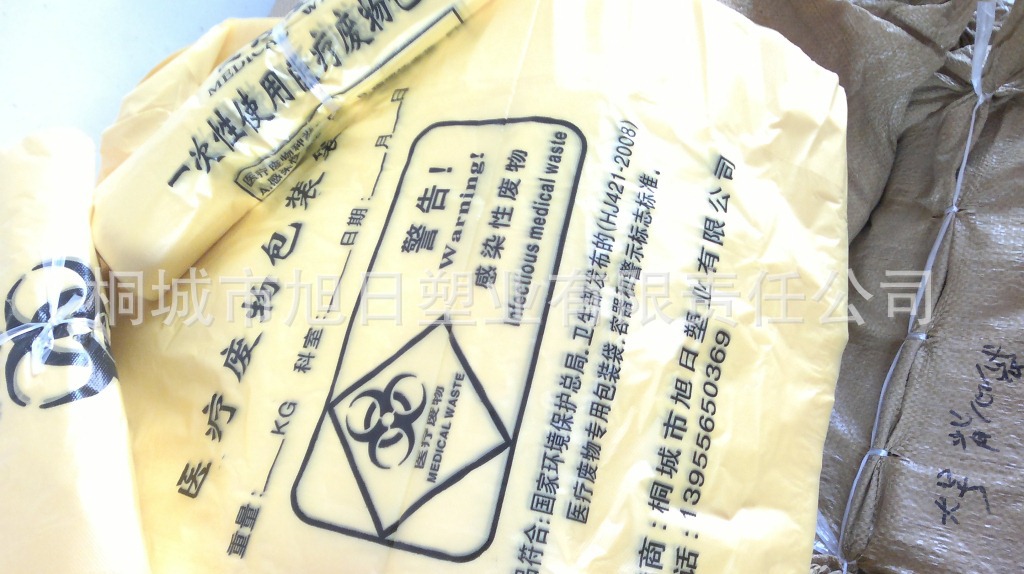 MEDIC
一次性使用医疗废物包
医疗废物包装袋
重量:___KG 科室___日期:___月__日
警告!
Warning!
感染性废物
Infectious medical waste
医疗废物
MEDICAL WASTE
品符合:国家环境保护总局,卫生部发布的(HJ421-2008)
医疗废物专用包装袋.容器和警示标志标准.
商:桐城市旭日塑业有限公司
话:13955650369
桐城市旭日塑业有限责任公司